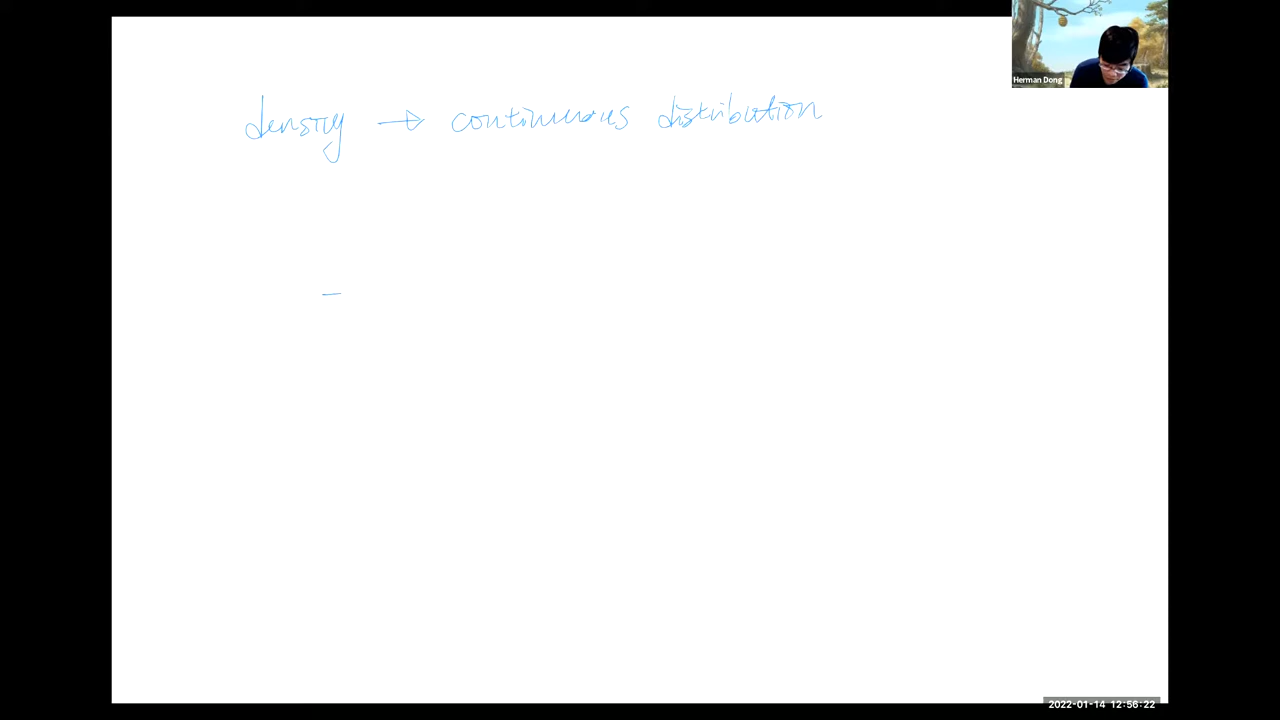 Herman Dong
density → continuous distribution
2022-01-14 12:56:22